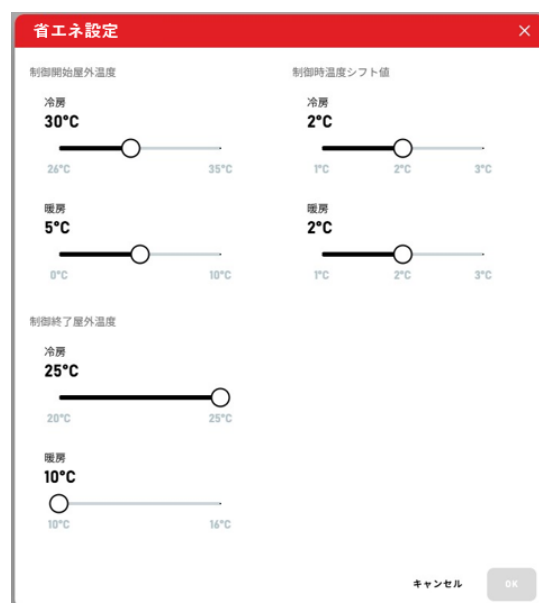 省エネ設定
制御開始屋外温度
冷房
30°C
26°C 35°C
暖房
5°C
0°C 10°C
制御時温度シフト値
冷房
2°C
1°C 2°C 3°C
暖房
2°C
1°C 2°C 3°C
制御終了屋外温度
冷房
25°C
20°C 25°C
暖房
10°C
10°C 16°C
キャンセル OK